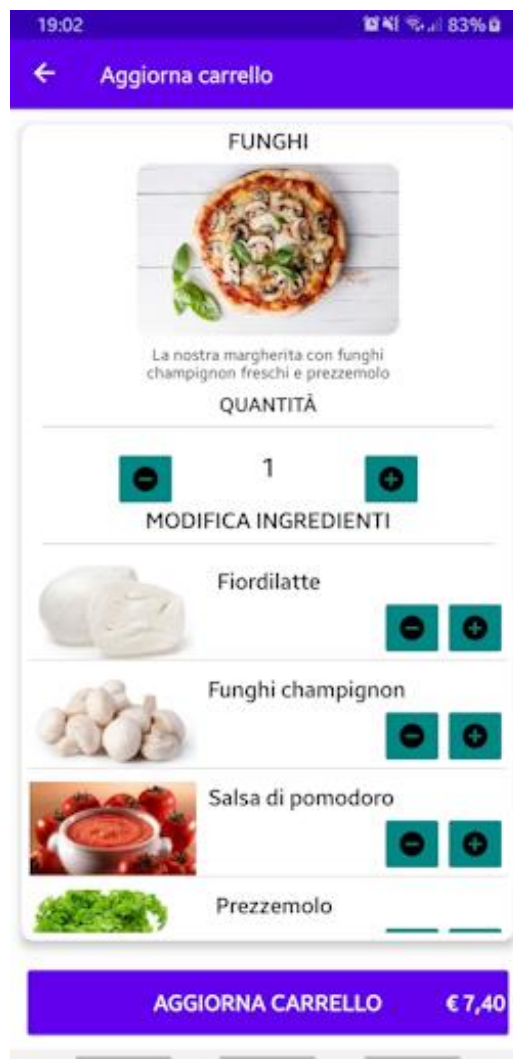 19:02
83%
Aggiorna carrello
FUNGHI
La nostra margherita con funghi
champignon freschi e prezzemolo
QUANTITÀ
1
MODIFICA INGREDIENTI
Fiordilatte
Funghi champignon
Salsa di pomodoro
Prezzemolo
AGGIORNA CARRELLO € 7,40